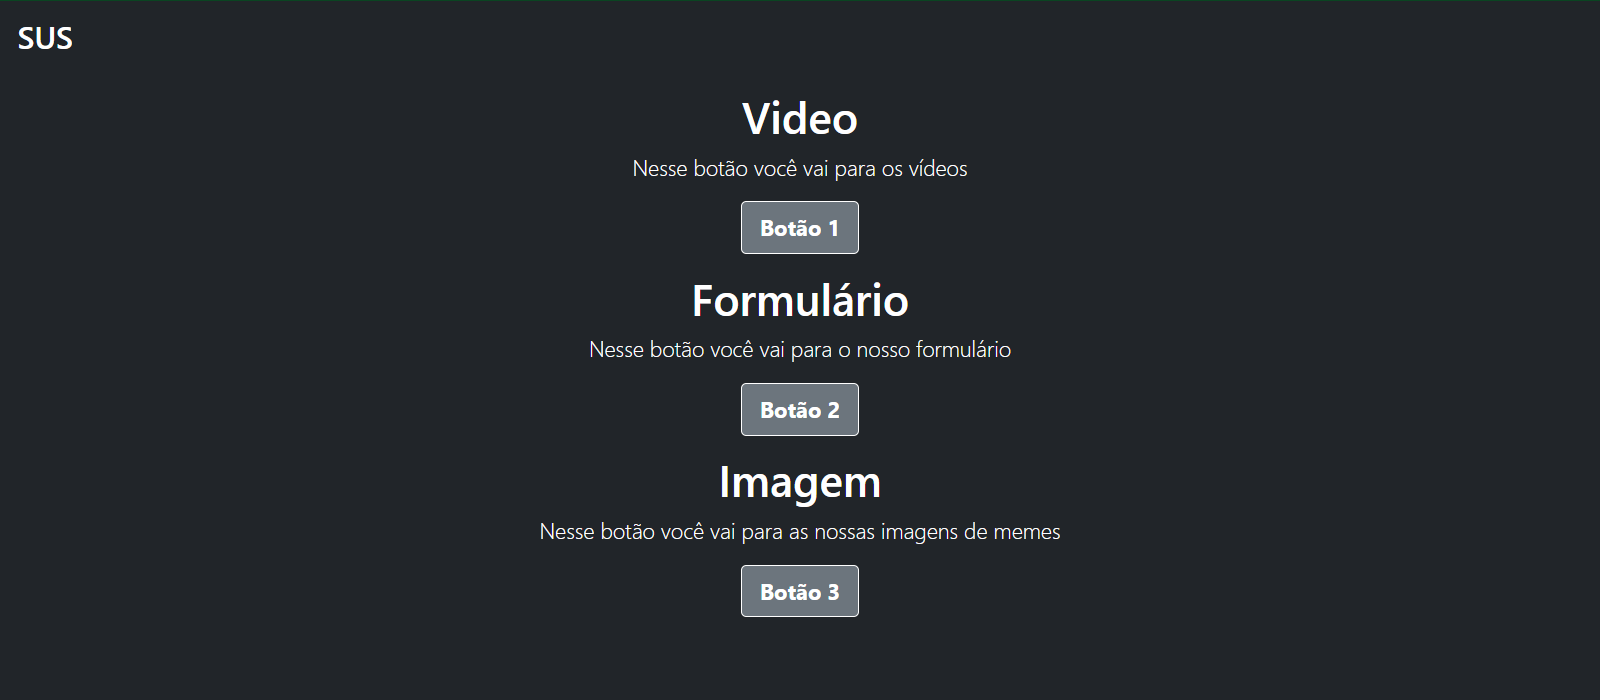 SUS
Video
Nesse botão você vai para os vídeos
Botão 1
Formulário
Nesse botão você vai para o nosso formulário
Botão 2
Imagem
Nesse botão você vai para as nossas imagens de memes
Botão 3